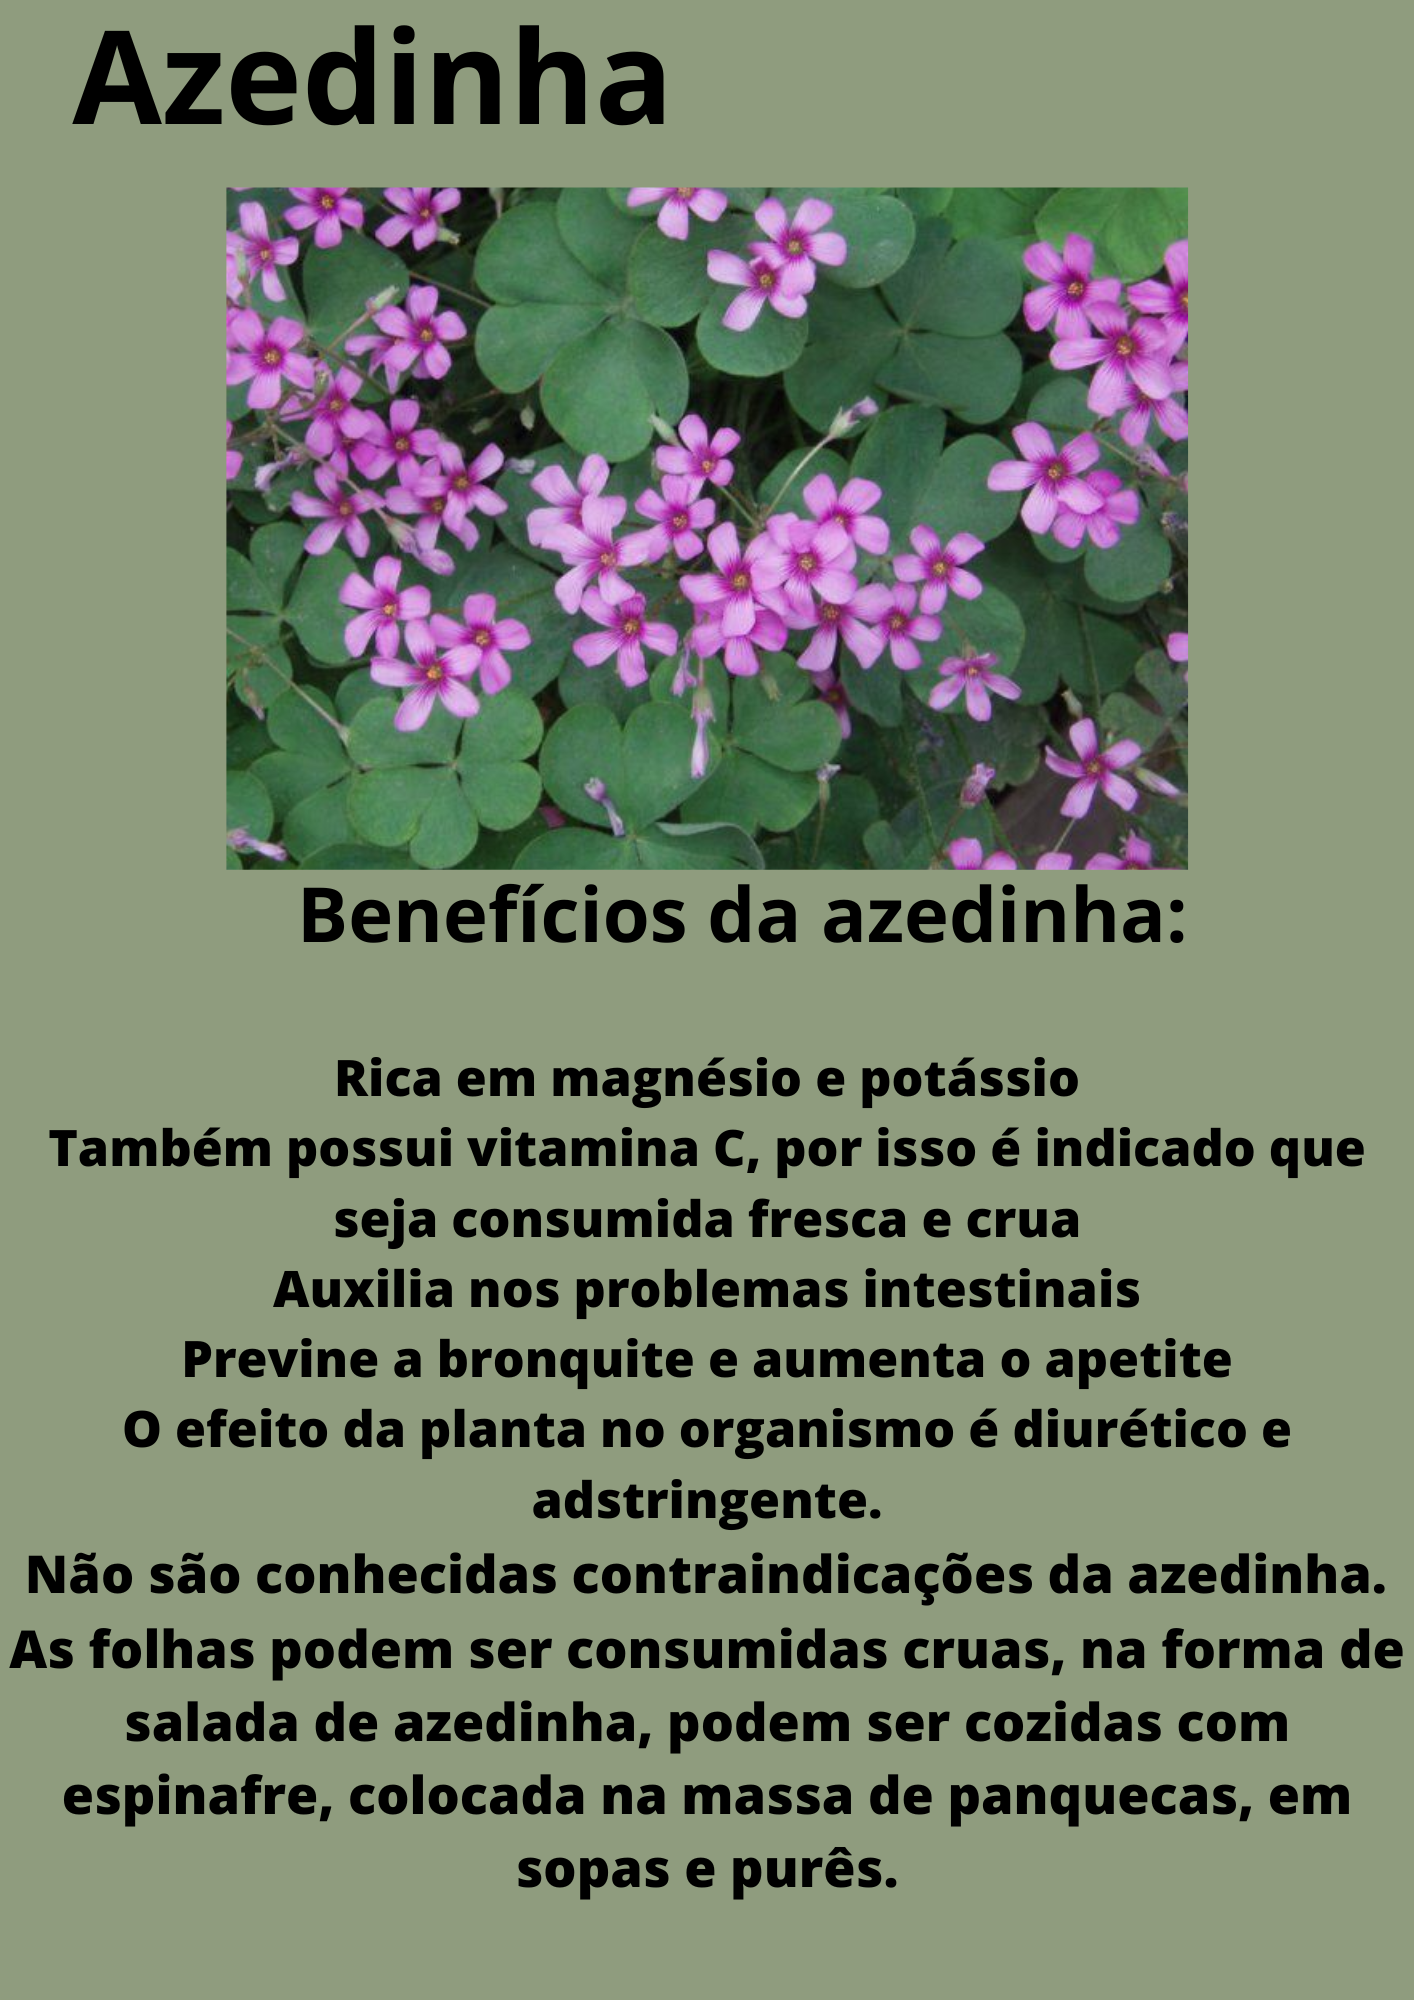 Azedinha
Benefícios da azedinha:
Rica em magnésio e potássio
Também possui vitamina C, por isso é indicado que
seja consumida fresca e crua
Auxilia nos problemas intestinais
Previne a bronquite e aumenta o apetite
O efeito da planta no organismo é diurético e
adstringente.
Não são conhecidas contraindicações da azedinha.
As folhas podem ser consumidas cruas, na forma de
salada de azedinha, podem ser cozidas com
espinafre, colocada na massa de panquecas, em
sopas e purês.